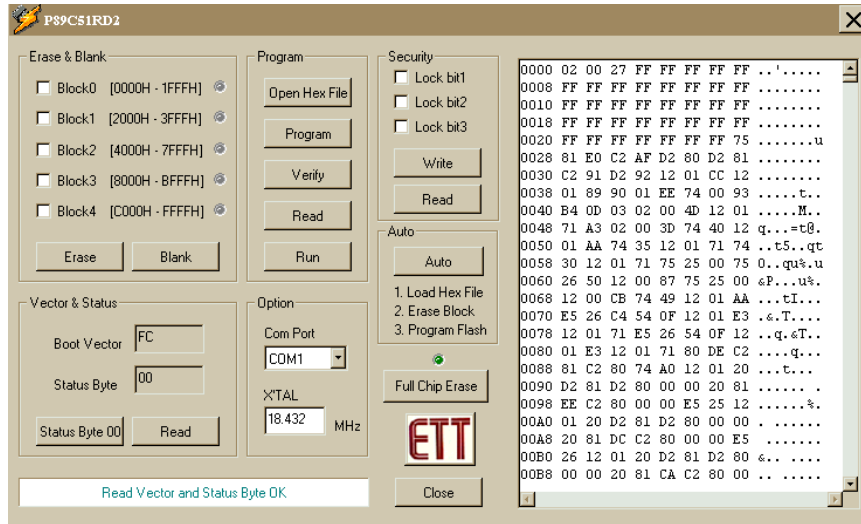 P89C51RD2
Erase & Blank
Block0 [0000H - 1FFFH]
Block1 [2000H - 3FFFH]
Block2 [4000H - 7FFFH]
Block3 [8000H - BFFFH]
Block4 [C000H - FFFFH]
Erase Blank
Program
Open Hex File
Program
Verify
Read
Run
Security
Lock bit1
Lock bit2
Lock bit3
Write
Read
Auto
Auto
1. Load Hex File
2. Erase Block
3. Program Flash
Vector & Status
Boot Vector FC
Status Byte 00
Status Byte 00 Read
Option
Com Port
COM1
X'TAL
18.432 MHz
Full Chip Erase
ETT
Close
Read Vector and Status Byte OK
0000 02 00 27 FF FF FF FF FF ..'.....
0008 FF FF FF FF FF FF FF FF ........
0010 FF FF FF FF FF FF FF FF ........
0018 FF FF FF FF FF FF FF FF ........
0020 FF FF FF FF FF FF FF 75 .......u
0028 81 E0 C2 AF D2 80 D2 81 ........
0030 C2 91 D2 92 12 01 CC 12 ........
0038 01 89 90 01 EE 74 00 93 .....t..
0040 B4 0D 03 02 00 4D 12 01 .....M..
0048 71 A3 02 00 3D 74 40 12 q...=t@.
0050 01 AA 74 35 12 01 71 74 ..t5..qt
0058 30 12 01 71 75 25 00 75 0..qu%.u
0060 26 50 12 00 87 75 25 00 &P...u%.
0068 12 00 CB 74 49 12 01 AA ...tI...
0070 E5 26 C4 54 0F 12 01 E3 .&.T....
0078 12 01 71 E5 26 54 0F 12 ..q.&T..
0080 01 E3 12 01 71 80 DE C2 ....q...
0088 81 C2 80 74 A0 12 01 20 ...t...
0090 D2 81 D2 80 00 00 20 81 ...... .
0098 EE C2 80 00 00 E5 25 12 ......%.
00A0 01 20 D2 81 D2 80 00 00 . ......
00A8 20 81 DC C2 80 00 00 E5  .......
00B0 26 12 01 20 D2 81 D2 80 &.. ....
00B8 00 00 20 81 CA C2 80 00 .. .....